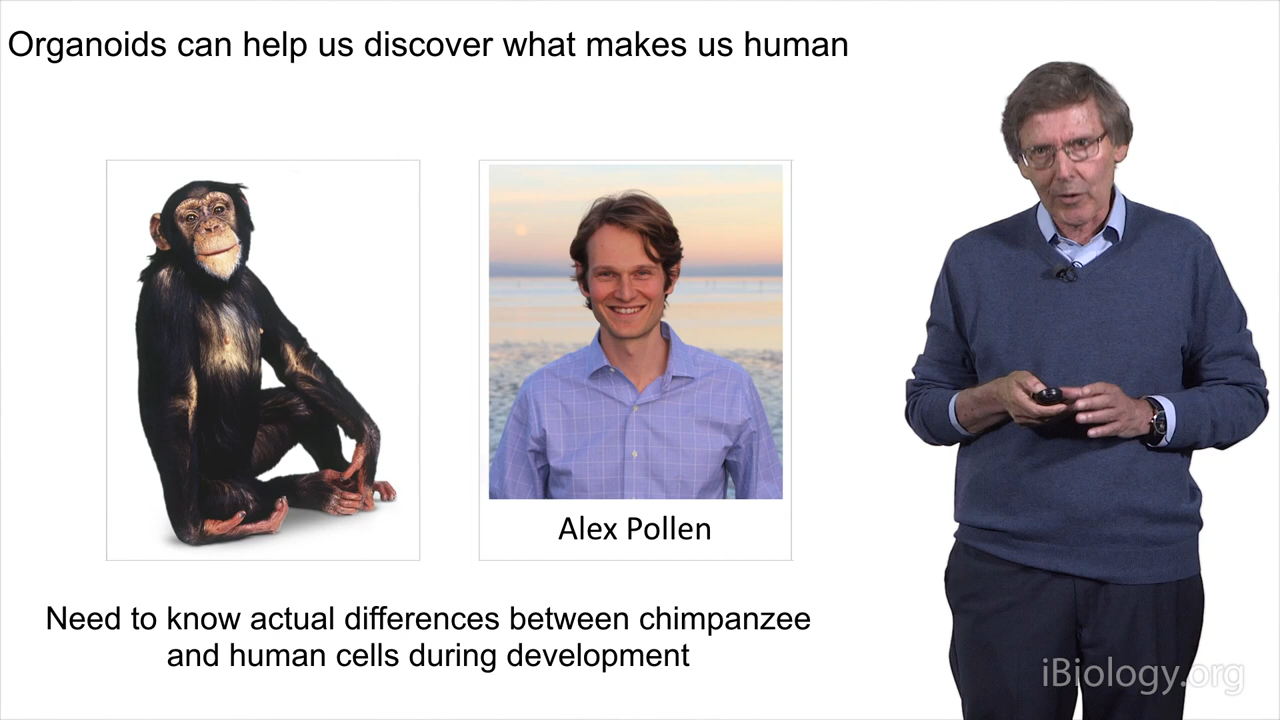 Organoids can help us discover what makes us human
Alex Pollen
Need to know actual differences between chimpanzee
and human cells during development
iBiology.org